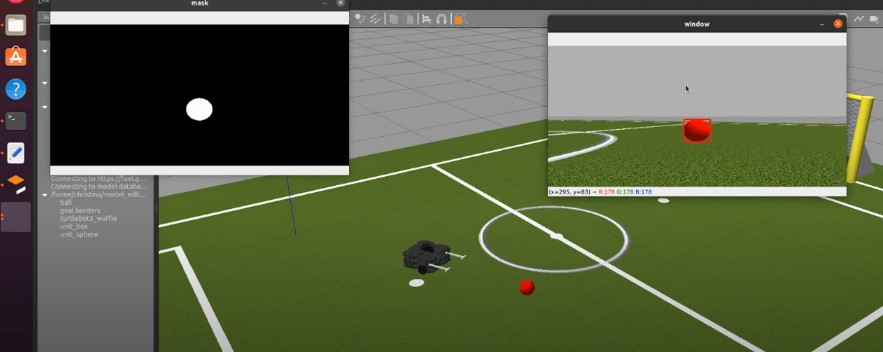 mask
window
Connecting to https://fuel.g...
Connecting to model databa...
/home/christina/model_edit...
ball
goal borders
turtlebot3_waffle
unit_box
unit_sphere
(x=295, y=83) ~ R:178 G:178 B:178